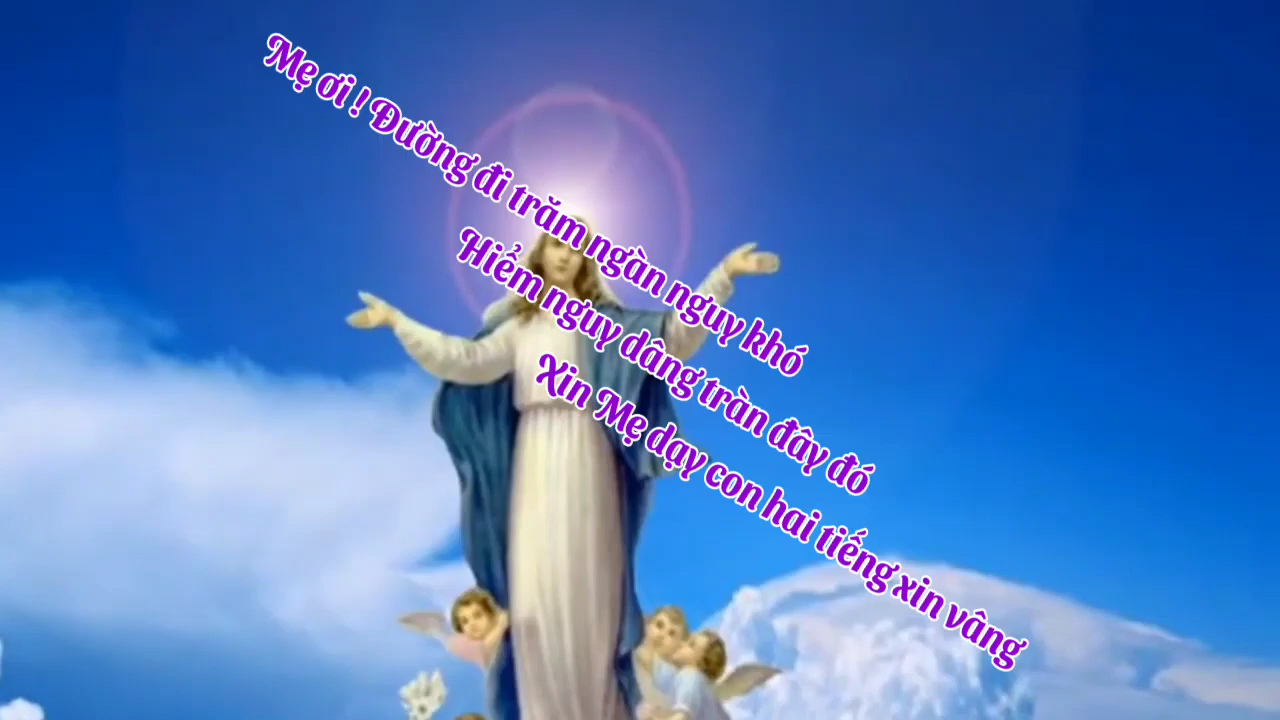 Mẹ ơi ! Đường đi trăm ngàn nguy khó
Hiểm nguy dâng tràn đây đó
Xin Mẹ dạy con hai tiếng xin vâng